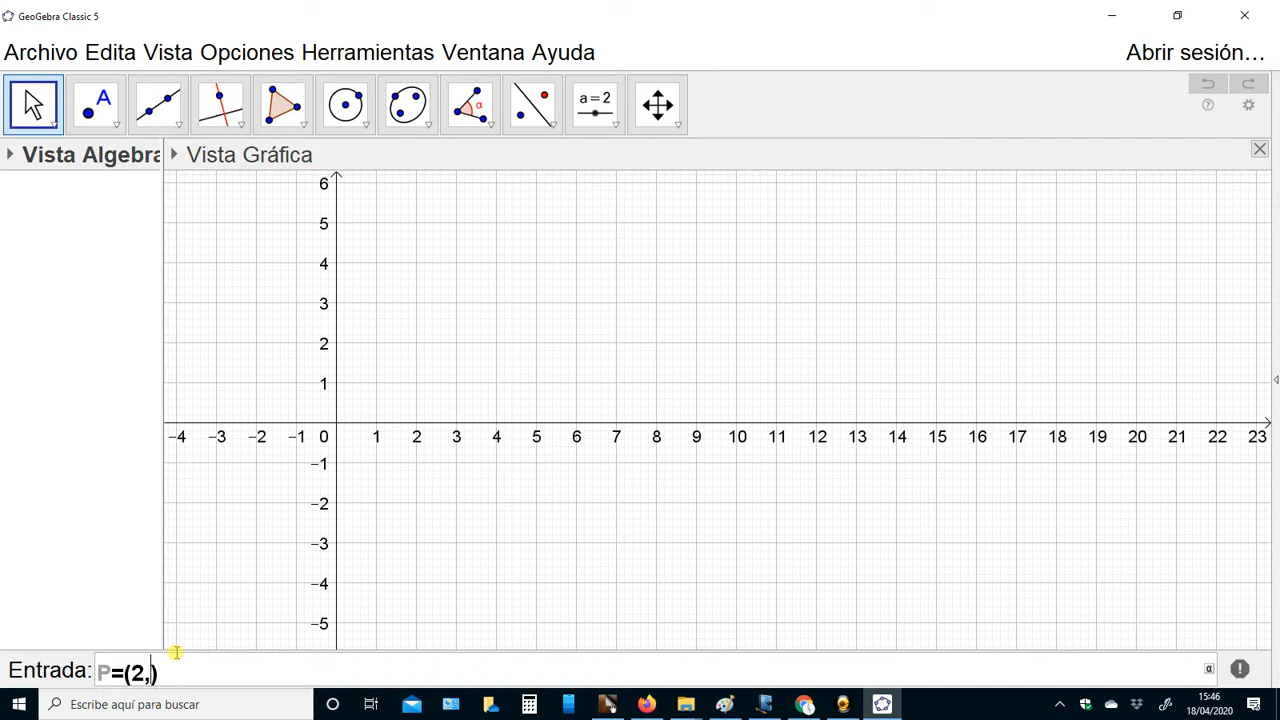 GeoGebra Classic 5
Archivo Edita Vista Opciones Herramientas Ventana Ayuda
Abrir sesión...
A
α
a = 2
Vista Algebra
Vista Gráfica
6
5
4
3
2
1
−4 −3 −2 −1 0 1 2 3 4 5 6 7 8 9 10 11 12 13 14 15 16 17 18 19 20 21 22 23
−1
−2
−3
−4
−5
Entrada: P=(2,)
α
Escribe aquí para buscar
15:46
18/04/2020